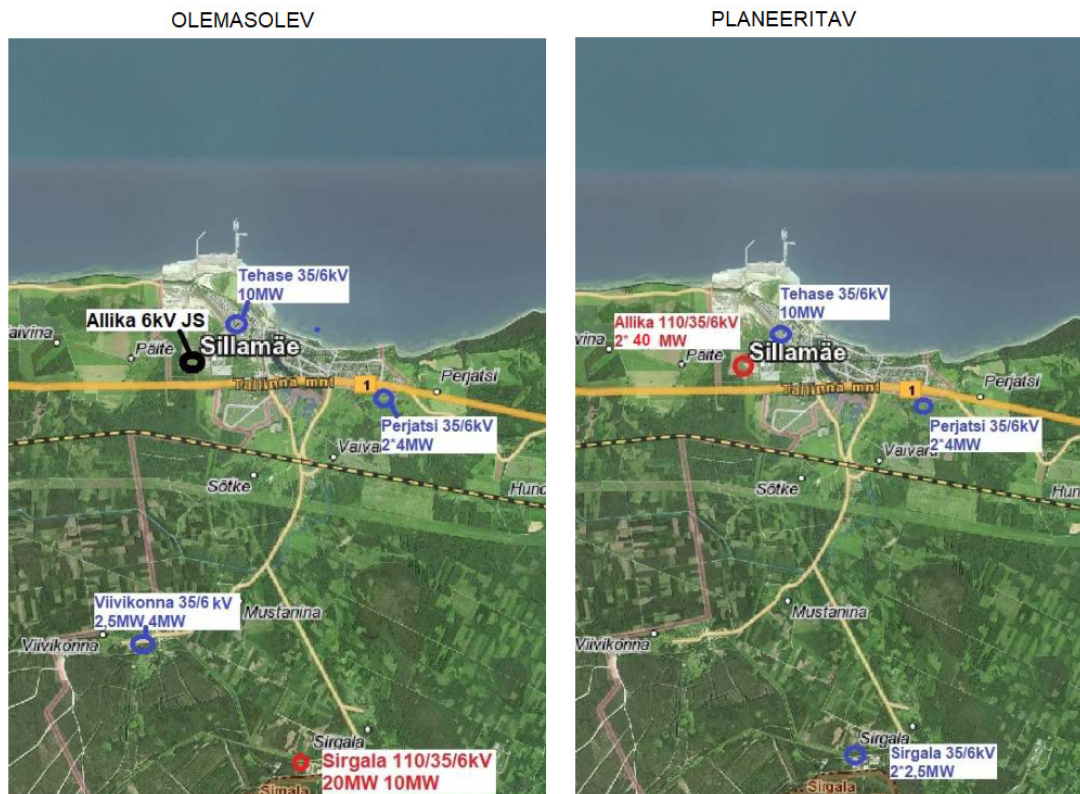 OLEMASOLEV
Tehase 35/6kV
10MW
Allika 6kV JS
Sillamäe
aivina
Päite
Tallinna mnt
1
Perjatsi
Perjatsi 35/6kV
2*4MW
Vaivara
Sõtke
Hund
Viivikonna 35/6 kV
2,5MW 4MW
Mustanina
Viivikonna
Sirgala
Sirgala 110/35/6kV
20MW 10MW
Sirgala
PLANEERITAV
Tehase 35/6kV
10MW
Allika 110/35/6kV
2* 40 MW
Sillamäe
aivina
Päite
Tallinna mnt
1
Perjatsi
Perjatsi 35/6kV
2*4MW
Vaivara
Sõtke
Hun
Mustanina
Viivikonna
Sirgala
Sirgala 35/6kV
2*2,5MW
Sirgala